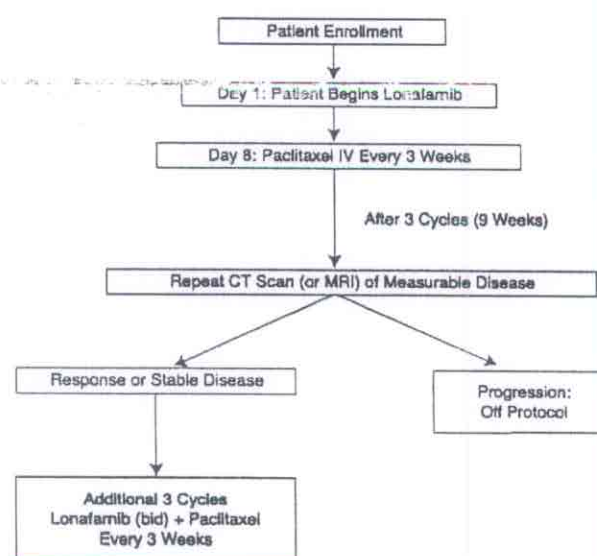 Patient Enrollment
Day 1: Patient Begins Lonafarnib
Day 8: Paclitaxel IV Every 3 Weeks
After 3 Cycles (9 Weeks)
Repeat CT Scan (or MRI) of Measurable Disease
Response or Stable Disease
Progression:
Off Protocol
Additional 3 Cycles
Lonafarnib (bid) + Paclitaxel
Every 3 Weeks